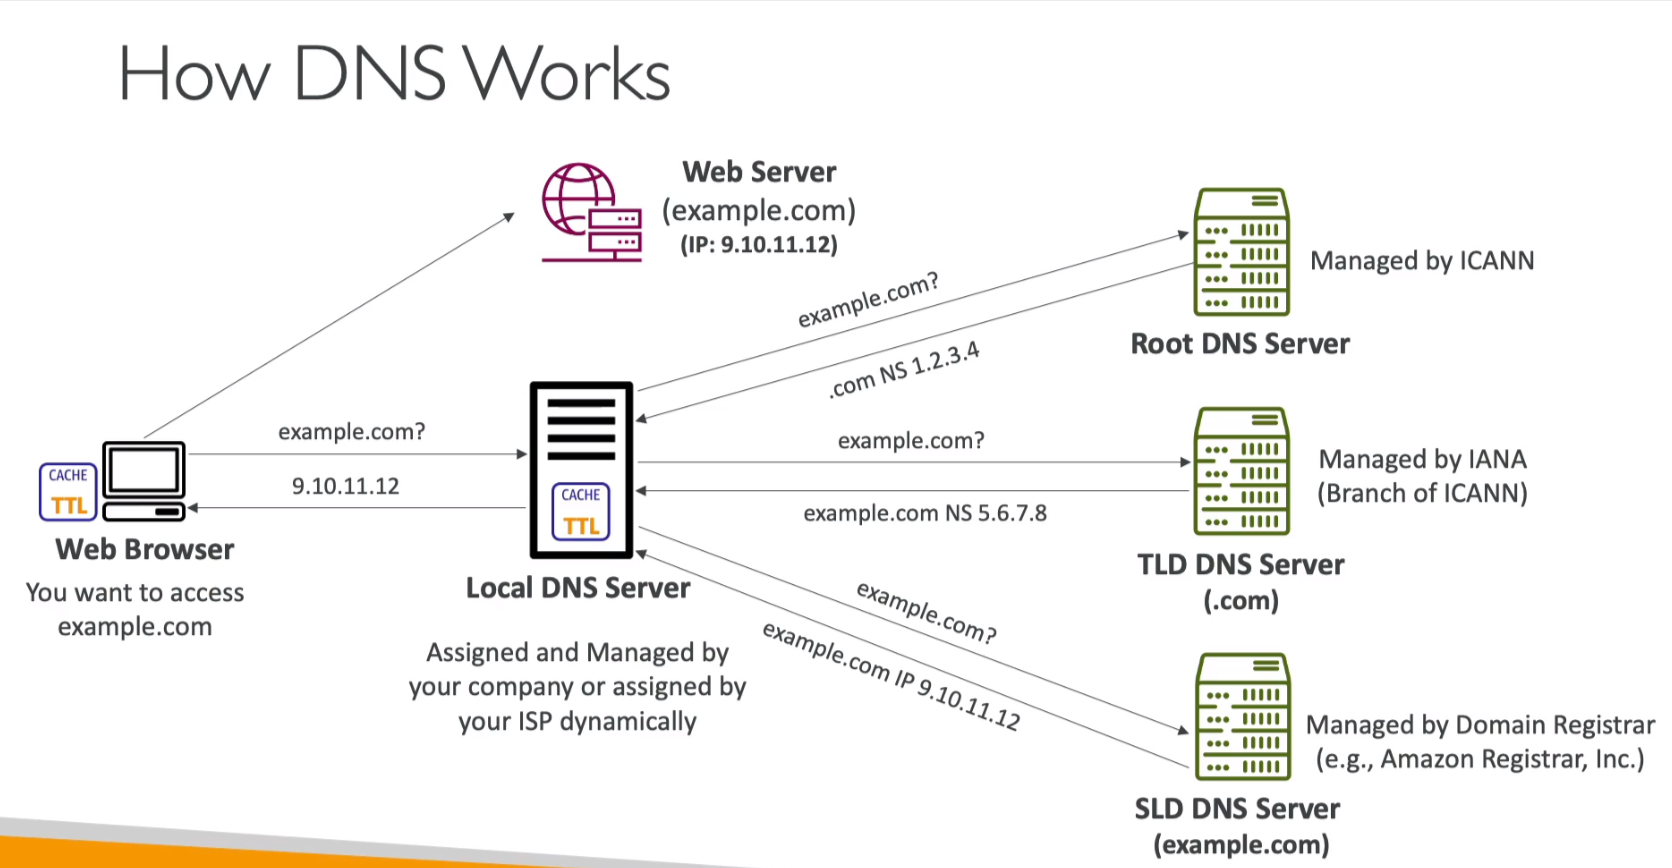 How DNS Works
Web Server
(example.com)
(IP: 9.10.11.12)
example.com?
.com NS 1.2.3.4
Managed by ICANN
Root DNS Server
example.com?
9.10.11.12
CACHE
TTL
Web Browser
You want to access
example.com
CACHE
TTL
Local DNS Server
Assigned and Managed by
your company or assigned by
your ISP dynamically
example.com?
example.com NS 5.6.7.8
Managed by IANA
(Branch of ICANN)
TLD DNS Server
(.com)
example.com?
example.com IP 9.10.11.12
Managed by Domain Registrar
(e.g., Amazon Registrar, Inc.)
SLD DNS Server
(example.com)